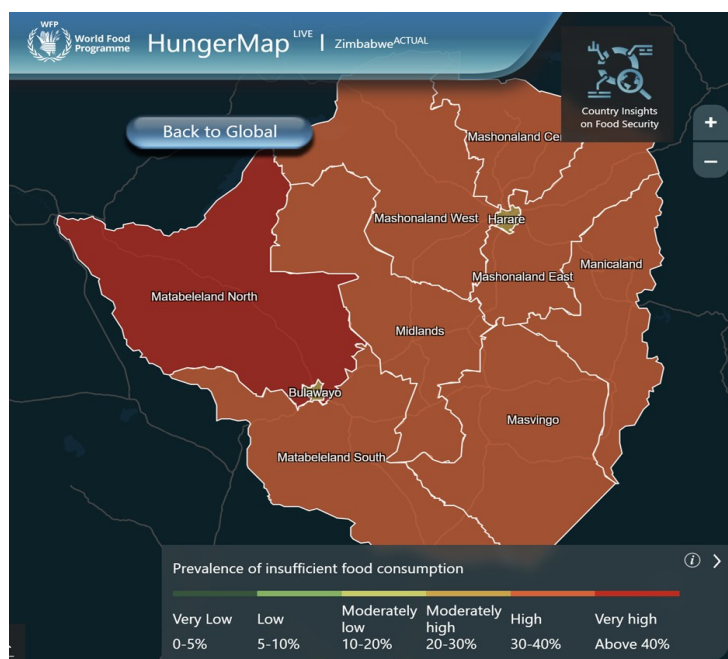 WFP
World Food
Programme
HungerMap LIVE | Zimbabwe ACTUAL
Country Insights
on Food Security
Back to Global
+
−
Mashonaland Cen
Mashonaland West
Harare
Manicaland
Mashonaland East
Matabeleland North
Midlands
Bulawayo
Masvingo
Matabeleland South
Prevalence of insufficient food consumption
i >
Very Low
Low
Moderately
low
Moderately
high
High
Very high
0-5%
5-10%
10-20%
20-30%
30-40%
Above 40%